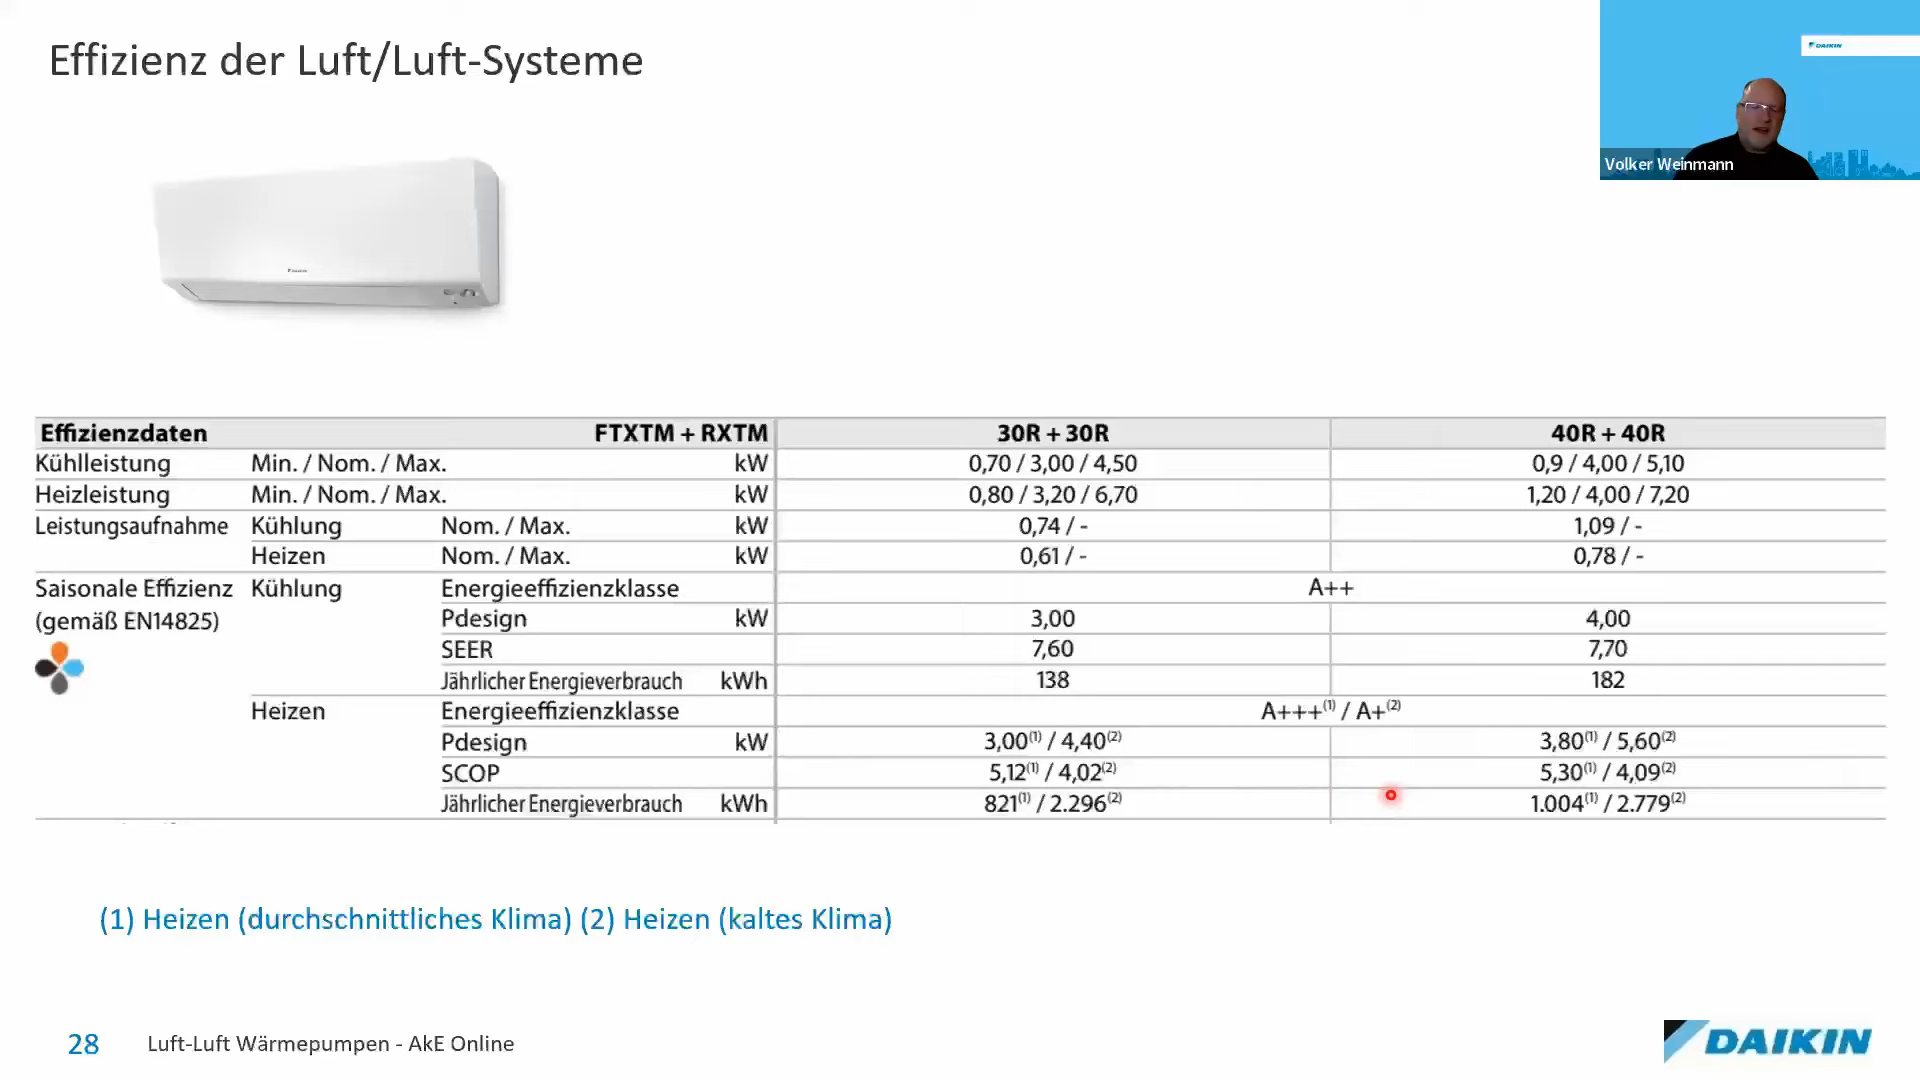 Effizienz der Luft/Luft-Systeme
DAIKIN
Volker Weinmann
DAIKIN
Effizienzdaten FTXTM + RXTM 30R + 30R 40R + 40R
Kühlleistung Min. / Nom. / Max. kW 0,70 / 3,00 / 4,50 0,9 / 4,00 / 5,10
Heizleistung Min. / Nom. / Max. kW 0,80 / 3,20 / 6,70 1,20 / 4,00 / 7,20
Leistungsaufnahme Kühlung Nom. / Max. kW 0,74 / - 1,09 / -
Heizen Nom. / Max. kW 0,61 / - 0,78 / -
Saisonale Effizienz Kühlung Energieeffizienzklasse A++
(gemäß EN14825) Pdesign kW 3,00 4,00
SEER 7,60 7,70
Jährlicher Energieverbrauch kWh 138 182
Heizen Energieeffizienzklasse A+++(1) / A+(2)
Pdesign kW 3,00(1) / 4,40(2) 3,80(1) / 5,60(2)
SCOP 5,12(1) / 4,02(2) 5,30(1) / 4,09(2)
Jährlicher Energieverbrauch kWh 821(1) / 2.296(2) 1.004(1) / 2.779(2)
(1) Heizen (durchschnittliches Klima) (2) Heizen (kaltes Klima)
28 Luft-Luft Wärmepumpen - AkE Online
DAIKIN